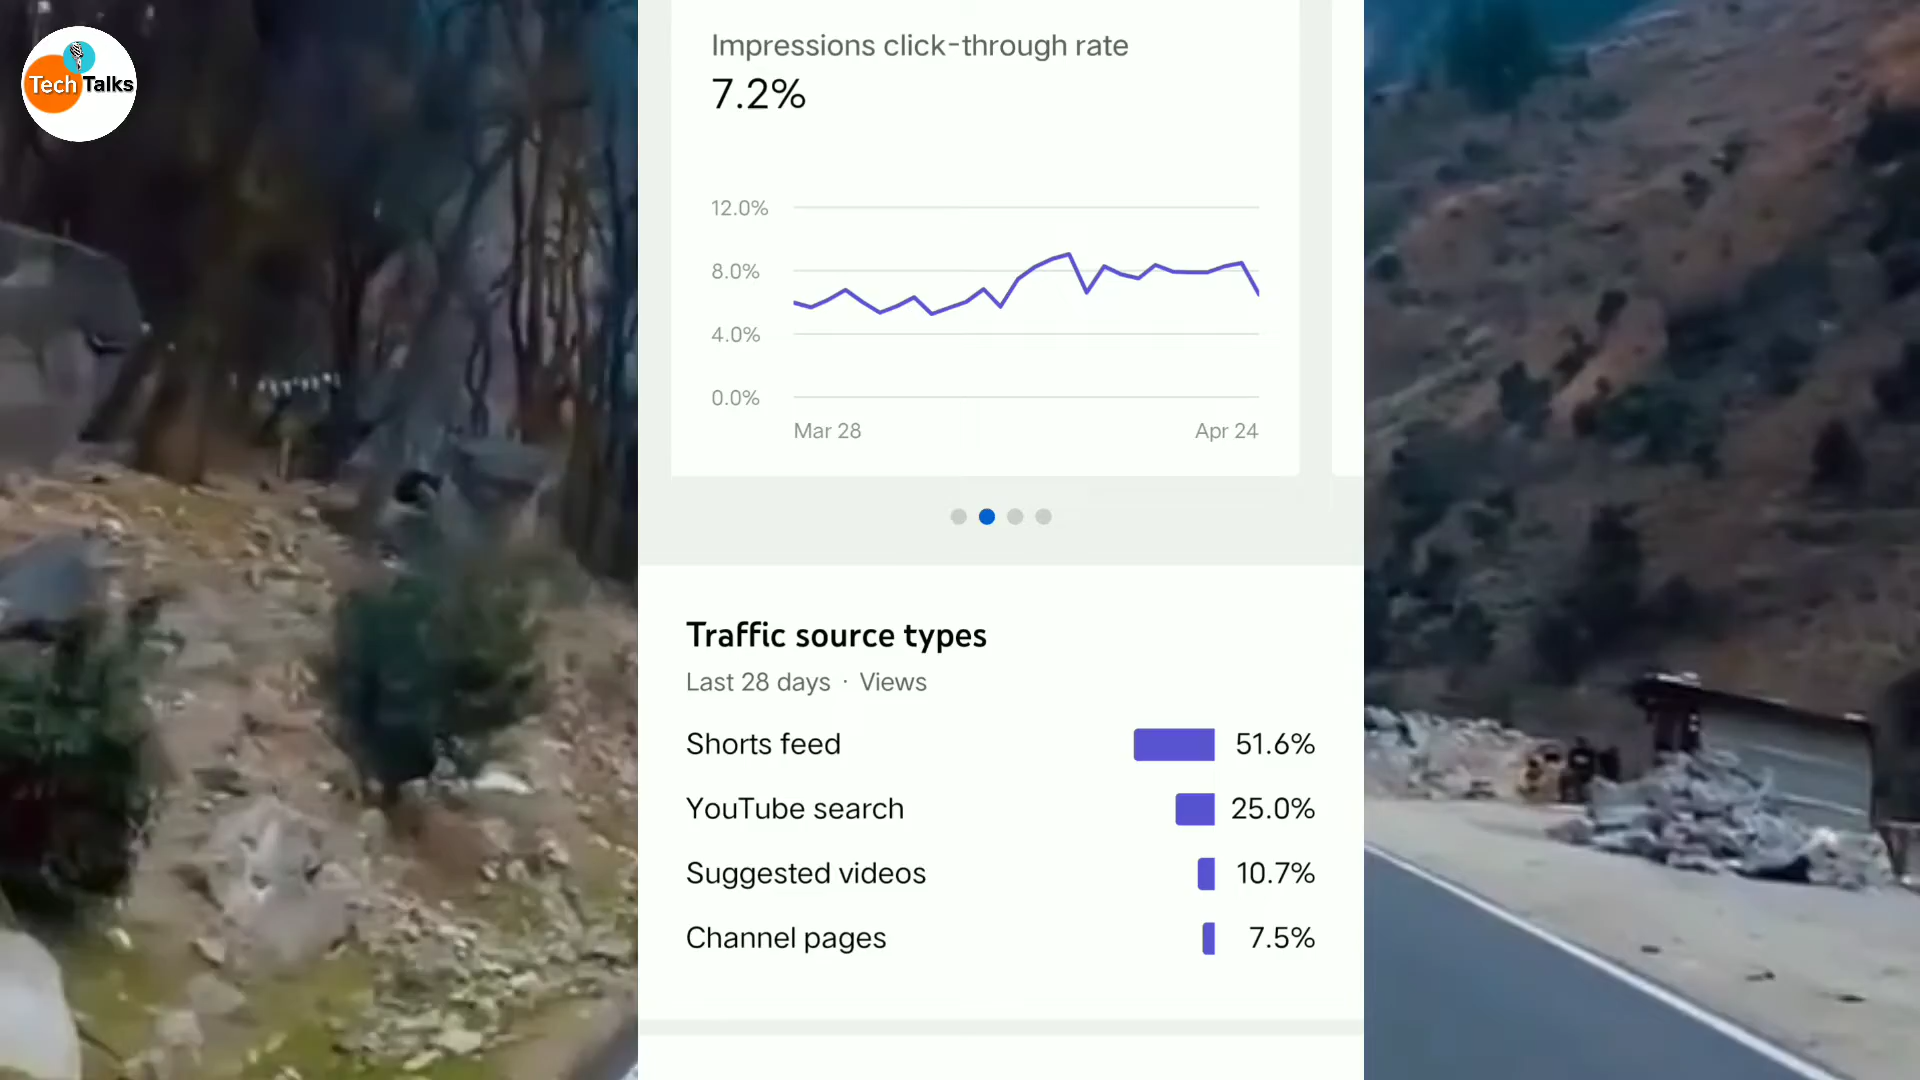 Tech Talks
Impressions click-through rate
7.2%
12.0%
8.0%
4.0%
0.0%
Mar 28 Apr 24
Traffic source types
Last 28 days · Views
Shorts feed 51.6%
YouTube search 25.0%
Suggested videos 10.7%
Channel pages 7.5%